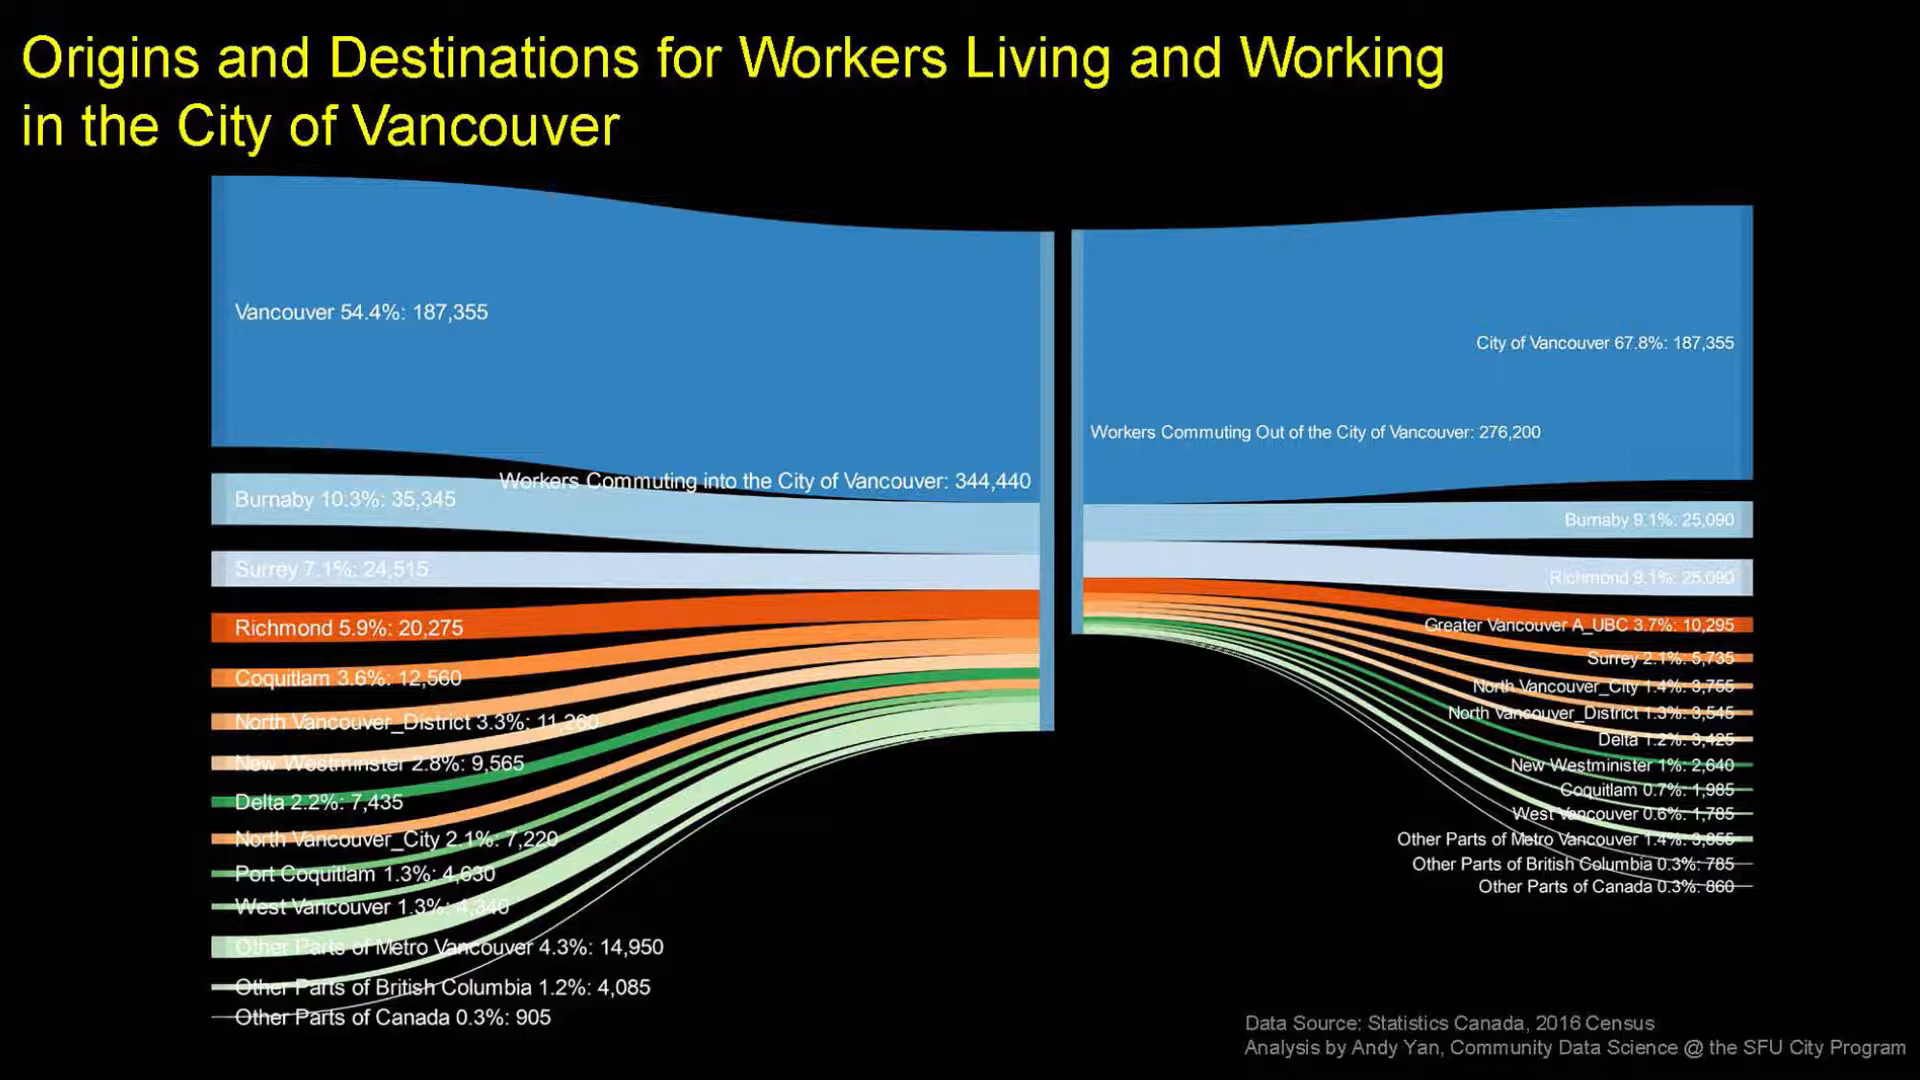 Origins and Destinations for Workers Living and Working
in the City of Vancouver
Vancouver 54.4%: 187,355
Workers Commuting into the City of Vancouver: 344,440
Burnaby 10.3%: 35,345
Surrey 7.1%: 24,515
Richmond 5.9%: 20,275
Coquitlam 3.6%: 12,560
North Vancouver_District 3.3%: 11,260
New Westminster 2.8%: 9,565
Delta 2.2%: 7,435
North Vancouver_City 2.1%: 7,220
Port Coquitlam 1.3%: 4,630
West Vancouver 1.3%: 4,340
Other Parts of Metro Vancouver 4.3%: 14,950
Other Parts of British Columbia 1.2%: 4,085
Other Parts of Canada 0.3%: 905
City of Vancouver 67.8%: 187,355
Workers Commuting Out of the City of Vancouver: 276,200
Burnaby 9.1%: 25,090
Richmond 9.1%: 25,090
Greater Vancouver A_UBC 3.7%: 10,295
Surrey 2.1%: 5,735
North Vancouver_City 1.4%: 3,755
North Vancouver_District 1.3%: 3,545
Delta 1.2%: 3,425
New Westminister 1%: 2,640
Coquitlam 0.7%: 1,985
West Vancouver 0.6%: 1,785
Other Parts of Metro Vancouver 1.4%: 3,855
Other Parts of British Columbia 0.3%: 785
Other Parts of Canada 0.3%: 860
Data Source: Statistics Canada, 2016 Census
Analysis by Andy Yan, Community Data Science @ the SFU City Program